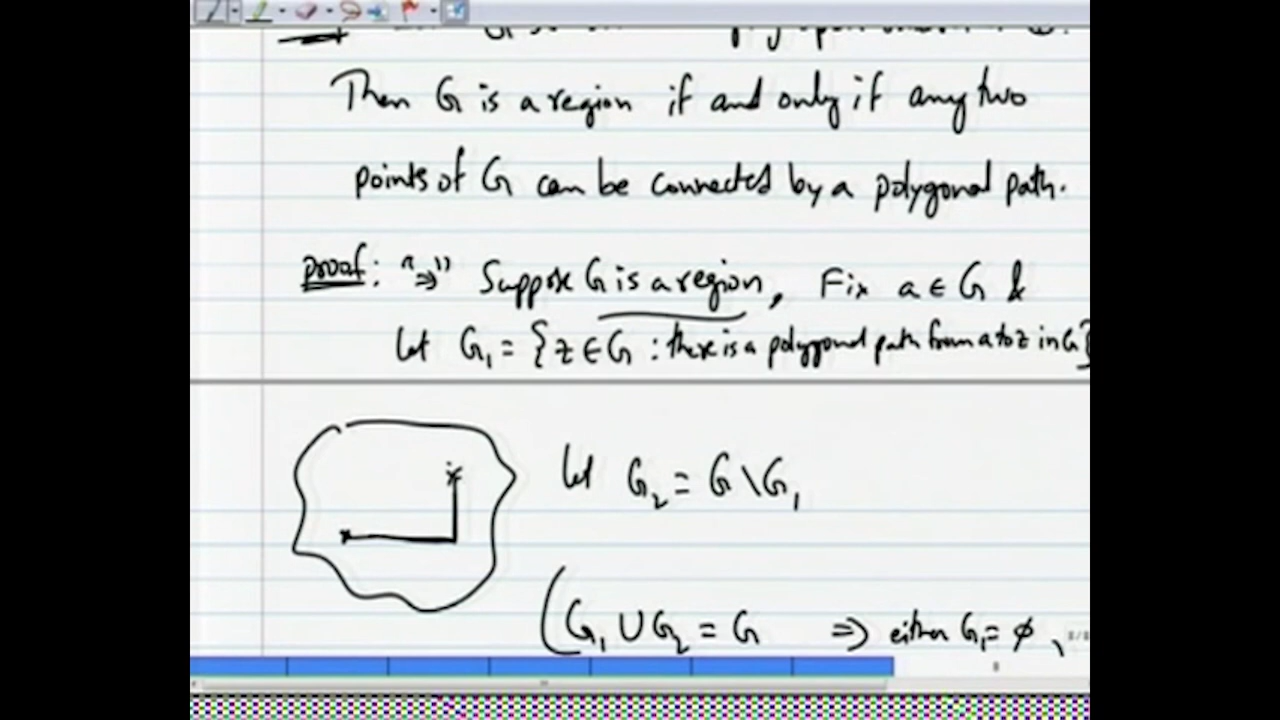 Then G is a region if and only if any two
points of G can be connected by a polygonal path.
proof: "⇒" Suppose G is a region, Fix a ∈ G &
let G₁ = {z ∈ G : there is a polygonal path from a to z in G}
Let G₂ = G \ G₁
(G₁ ∪ G₂ = G ⇒ either G₁ = ϕ,